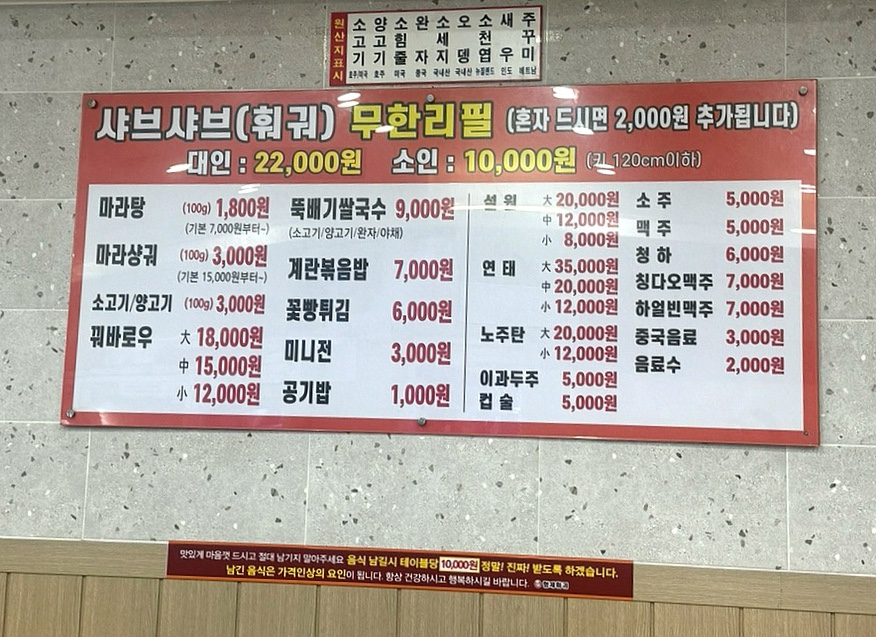 원산지표시
소고기 호주/미국
양고기 호주
소힘줄 미국
완자 중국
소세지 국내산
오뎅 국내산
소천엽 뉴질랜드
새우 인도
주꾸미 베트남
샤브샤브(훠궈) 무한리필 (혼자 드시면 2,000원 추가됩니다)
대인 : 22,000원 소인 : 10,000원 (키 120cm이하)
마라탕 (100g) 1,800원
(기본 7,000원부터~)
마라샹궈 (100g) 3,000원
(기본 15,000원부터~)
소고기/양고기 (100g) 3,000원
꿔바로우 大 18,000원
中 15,000원
小 12,000원
뚝배기쌀국수 9,000원
(소고기/양고기/완자/야채)
계란볶음밥 7,000원
꽃빵튀김 6,000원
미니전 3,000원
공기밥 1,000원
설원 大 20,000원
中 12,000원
小 8,000원
연태 大 35,000원
中 20,000원
小 12,000원
노주탄 大 20,000원
小 12,000원
이과두주 5,000원
컵술 5,000원
소주 5,000원
맥주 5,000원
청하 6,000원
칭다오맥주 7,000원
하얼빈맥주 7,000원
중국음료 3,000원
음료수 2,000원
맛있게 마음껏 드시고 절대 남기지 말아주세요 음식 남길시 테이블당 10,000원 정말! 진짜! 받도록 하겠습니다.
남긴 음식은 가격인상의 요인이 됩니다. 항상 건강하시고 행복하시길 바랍니다.